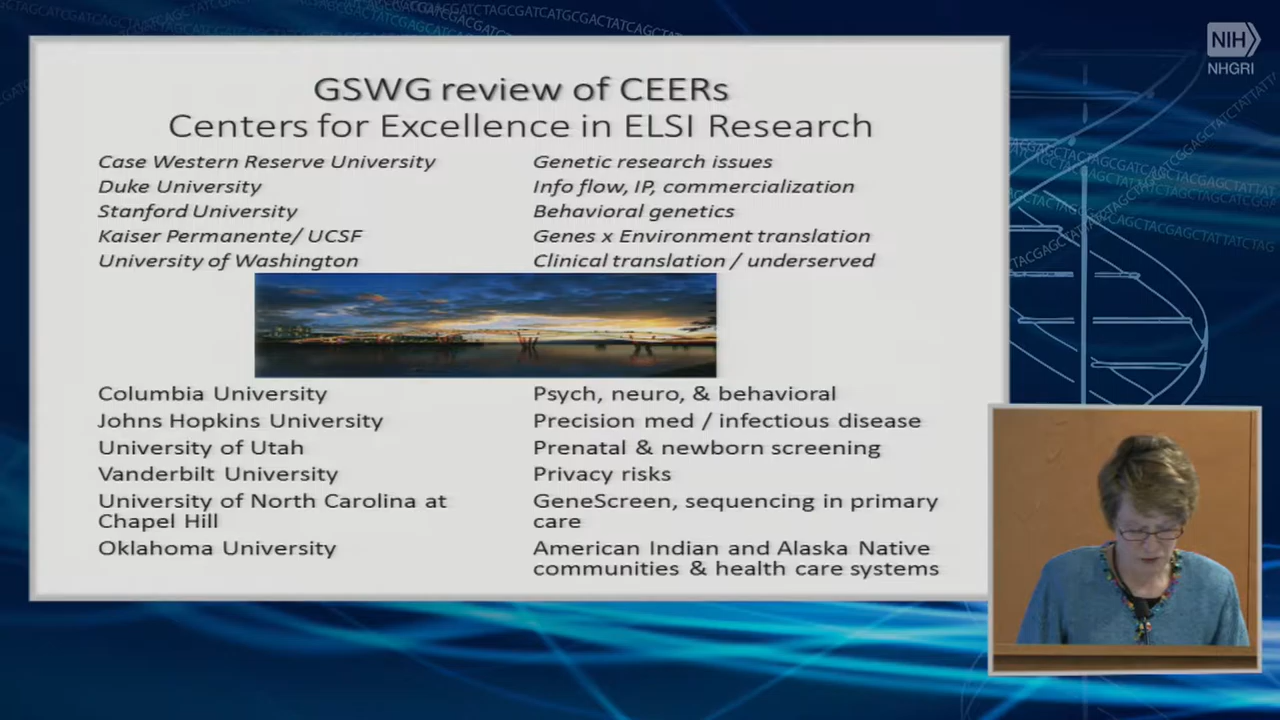 NIH
NHGRI
GSWG review of CEERs
Centers for Excellence in ELSI Research
Case Western Reserve University Genetic research issues
Duke University Info flow, IP, commercialization
Stanford University Behavioral genetics
Kaiser Permanente/ UCSF Genes x Environment translation
University of Washington Clinical translation / underserved
Columbia University Psych, neuro, & behavioral
Johns Hopkins University Precision med / infectious disease
University of Utah Prenatal & newborn screening
Vanderbilt University Privacy risks
University of North Carolina at GeneScreen, sequencing in primary
Chapel Hill care
Oklahoma University American Indian and Alaska Native
communities & health care systems